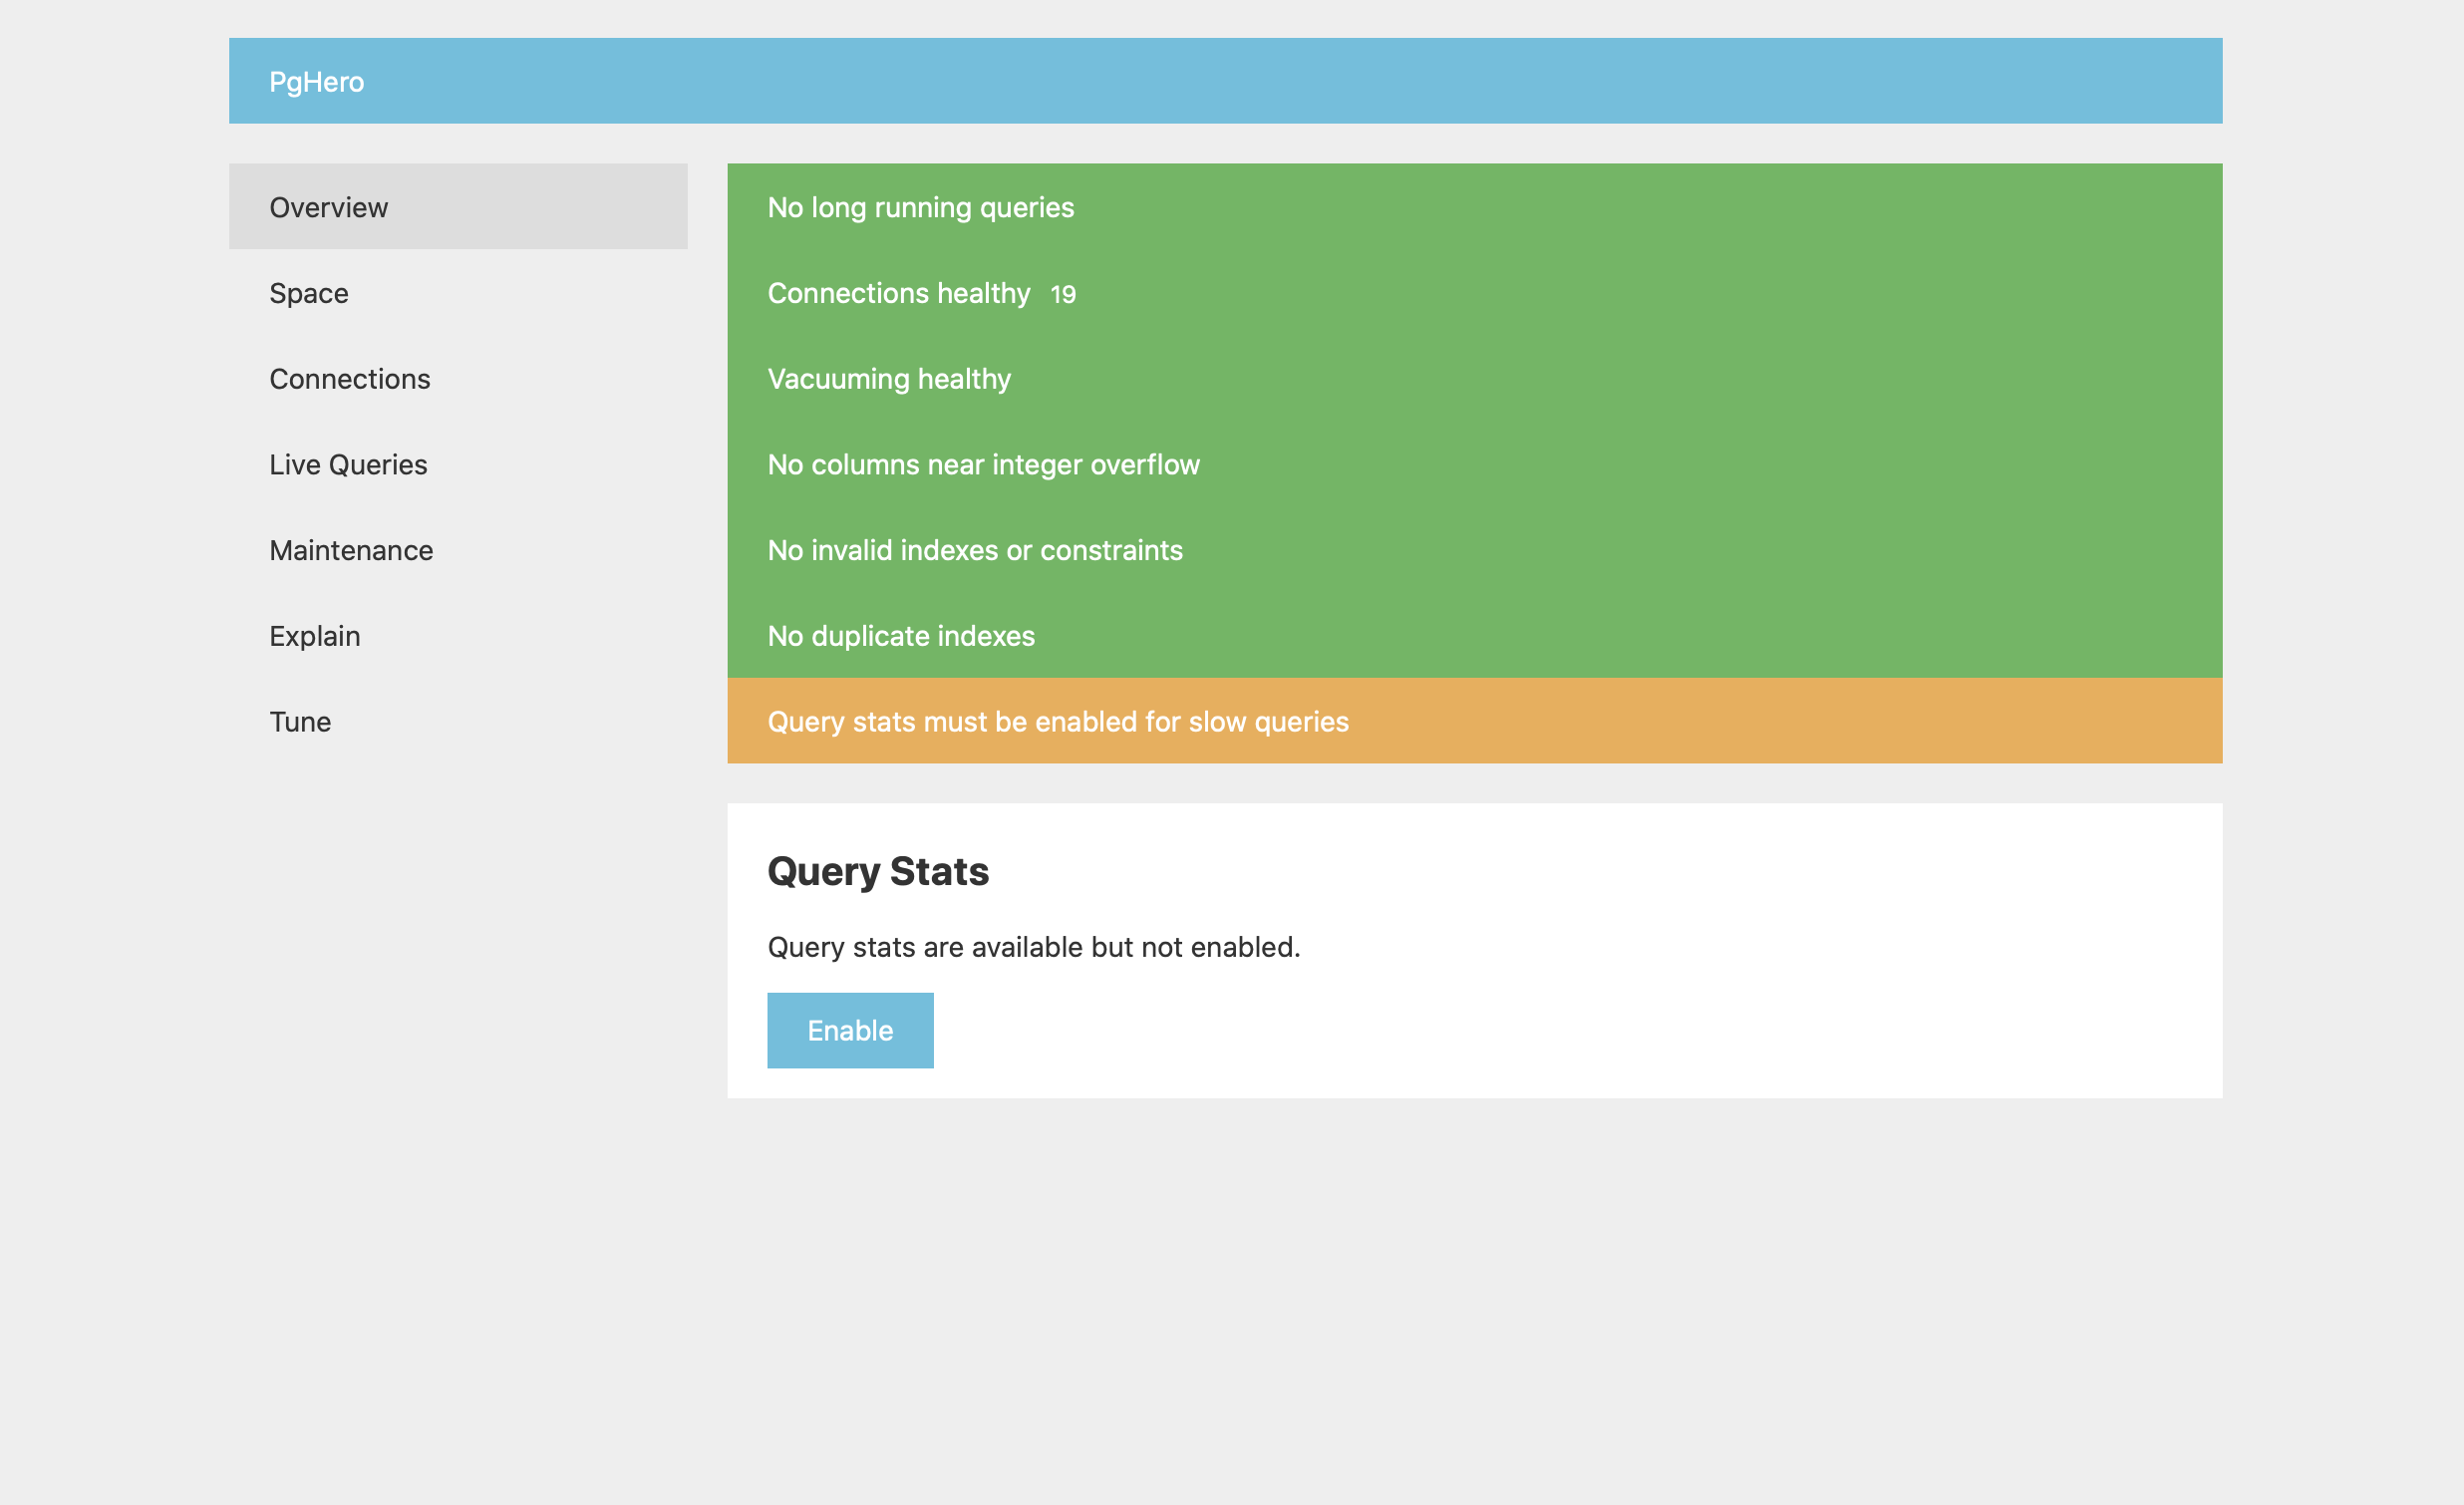 PgHero
Overview
Space
Connections
Live Queries
Maintenance
Explain
Tune
No long running queries
Connections healthy 19
Vacuuming healthy
No columns near integer overflow
No invalid indexes or constraints
No duplicate indexes
Query stats must be enabled for slow queries
Query Stats
Query stats are available but not enabled.
Enable